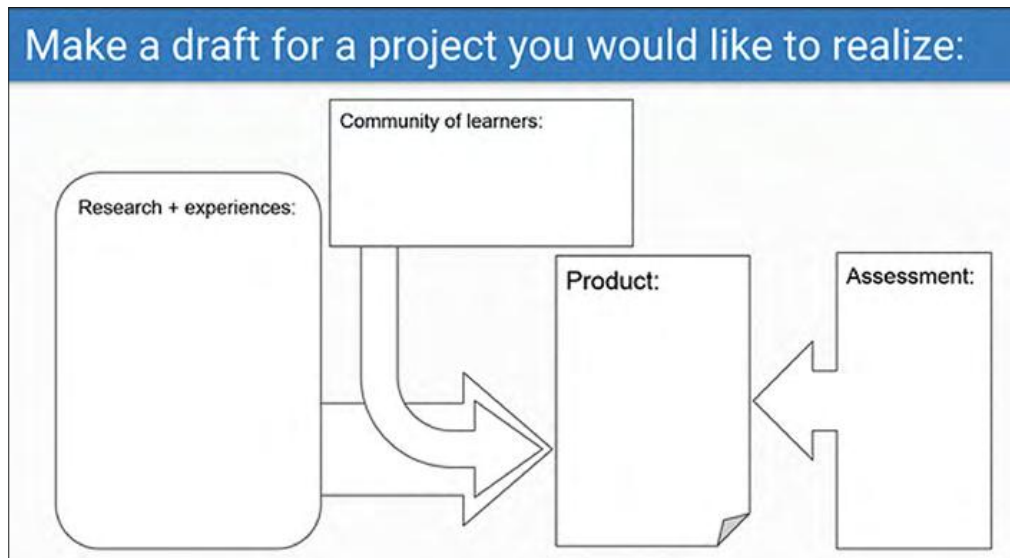 Make a draft for a project you would like to realize:
Community of learners:
Research + experiences:
Product:
Assessment: